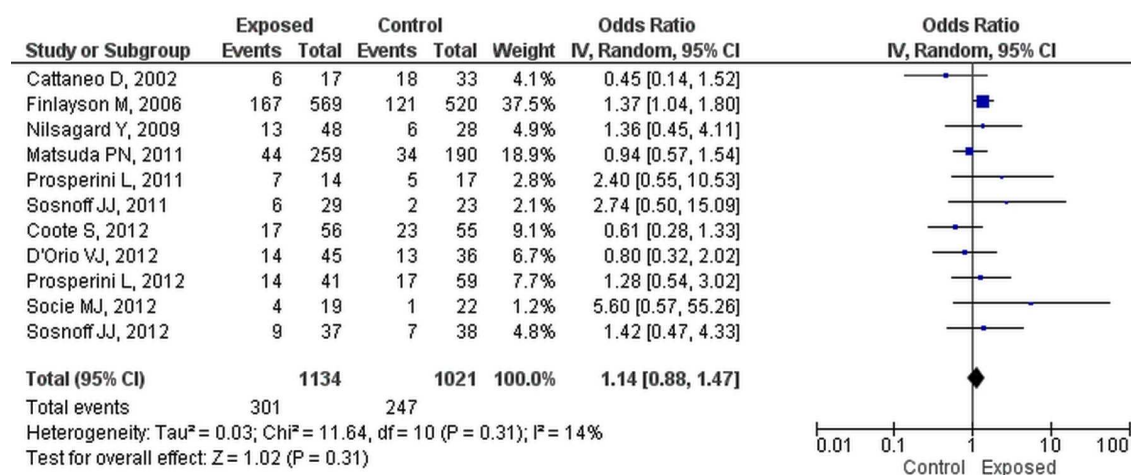 Exposed Control Odds Ratio Odds Ratio
Study or Subgroup Events Total Events Total Weight IV, Random, 95% CI IV, Random, 95% CI
Cattaneo D, 2002 6 17 18 33 4.1% 0.45 [0.14, 1.52]
Finlayson M, 2006 167 569 121 520 37.5% 1.37 [1.04, 1.80]
Nilsagard Y, 2009 13 48 6 28 4.9% 1.36 [0.45, 4.11]
Matsuda PN, 2011 44 259 34 190 18.9% 0.94 [0.57, 1.54]
Prosperini L, 2011 7 14 5 17 2.8% 2.40 [0.55, 10.53]
Sosnoff JJ, 2011 6 29 2 23 2.1% 2.74 [0.50, 15.09]
Coote S, 2012 17 56 23 55 9.1% 0.61 [0.28, 1.33]
D'Orio VJ, 2012 14 45 13 36 6.7% 0.80 [0.32, 2.02]
Prosperini L, 2012 14 41 17 59 7.7% 1.28 [0.54, 3.02]
Socie MJ, 2012 4 19 1 22 1.2% 5.60 [0.57, 55.26]
Sosnoff JJ, 2012 9 37 7 38 4.8% 1.42 [0.47, 4.33]
Total (95% CI) 1134 1021 100.0% 1.14 [0.88, 1.47]
Total events 301 247
Heterogeneity: Tau² = 0.03; Chi² = 11.64, df = 10 (P = 0.31); I² = 14%
Test for overall effect: Z = 1.02 (P = 0.31)
0.01 0.1 1 10 100
Control Exposed